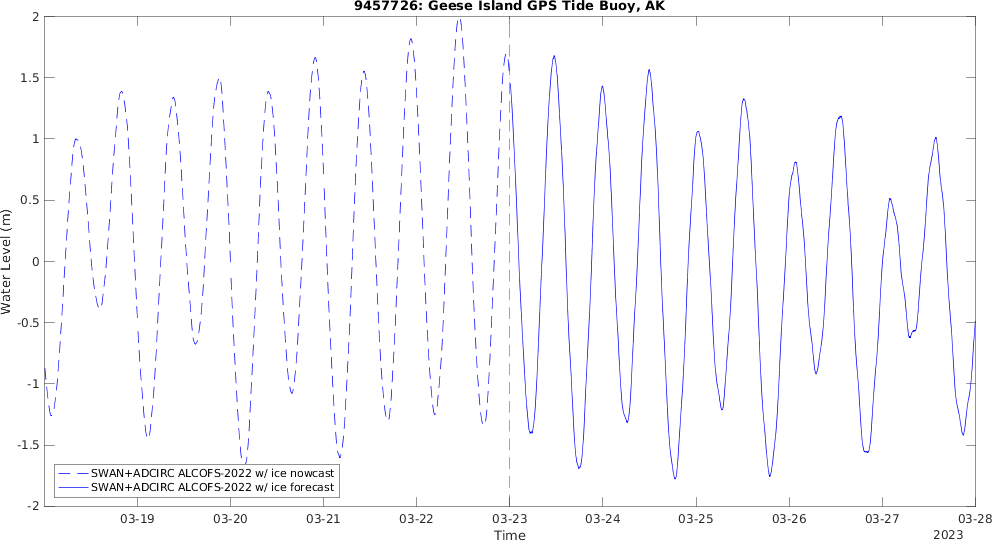 9457726: Geese Island GPS Tide Buoy, AK
2
1.5
1
0.5
0
-0.5
-1
-1.5
-2
Water Level (m)
SWAN+ADCIRC ALCOFS-2022 w/ ice nowcast
SWAN+ADCIRC ALCOFS-2022 w/ ice forecast
03-19 03-20 03-21 03-22 03-23 03-24 03-25 03-26 03-27 03-28
Time
2023